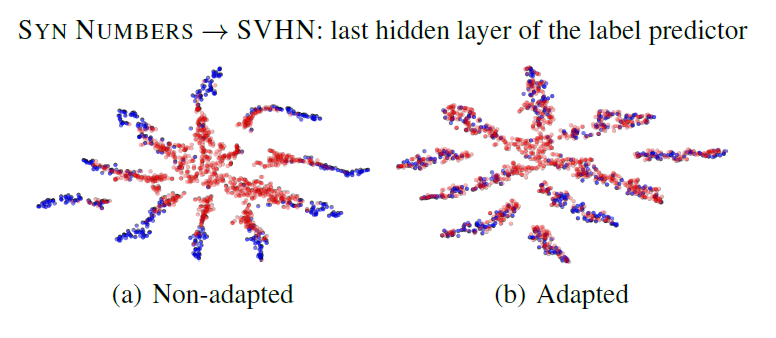 SYN NUMBERS → SVHN: last hidden layer of the label predictor
(a) Non-adapted
(b) Adapted